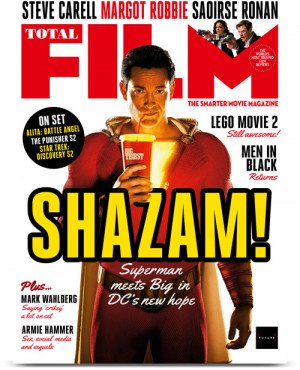 STEVE CARELL MARGOT ROBBIE SAOIRSE RONAN
TOTAL
FILM
THE SMARTER MOVIE MAGAZINE
ON SET
ALITA: BATTLE ANGEL
THE PUNISHER S2
STAR TREK:
DISCOVERY S2
LEGO MOVIE 2
Still awesome!
MEN IN
BLACK
Returns
BIG
THIRST
SHAZAM!
Superman
meets Big in
DC's new hope
Plus...
MARK WAHLBERG
Saying 'crikey'
a lot on set
ARMIE HAMMER
Sex, social media
and sequels
FUTURE